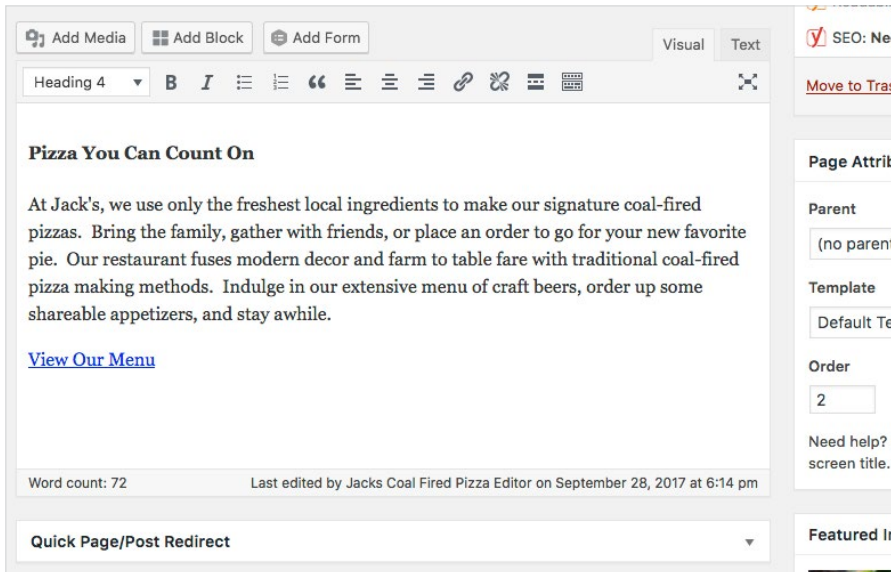 Add Media
Add Block
Add Form
Visual
Text
SEO: Ne
Heading 4
B
I
Move to Tras
Pizza You Can Count On
At Jack's, we use only the freshest local ingredients to make our signature coal-fired
pizzas.  Bring the family, gather with friends, or place an order to go for your new favorite
pie.  Our restaurant fuses modern decor and farm to table fare with traditional coal-fired
pizza making methods.  Indulge in our extensive menu of craft beers, order up some
shareable appetizers, and stay awhile.
View Our Menu
Word count: 72
Last edited by Jacks Coal Fired Pizza Editor on September 28, 2017 at 6:14 pm
Quick Page/Post Redirect
Page Attrib
Parent
(no parent
Template
Default Te
Order
2
Need help?
screen title.
Featured I